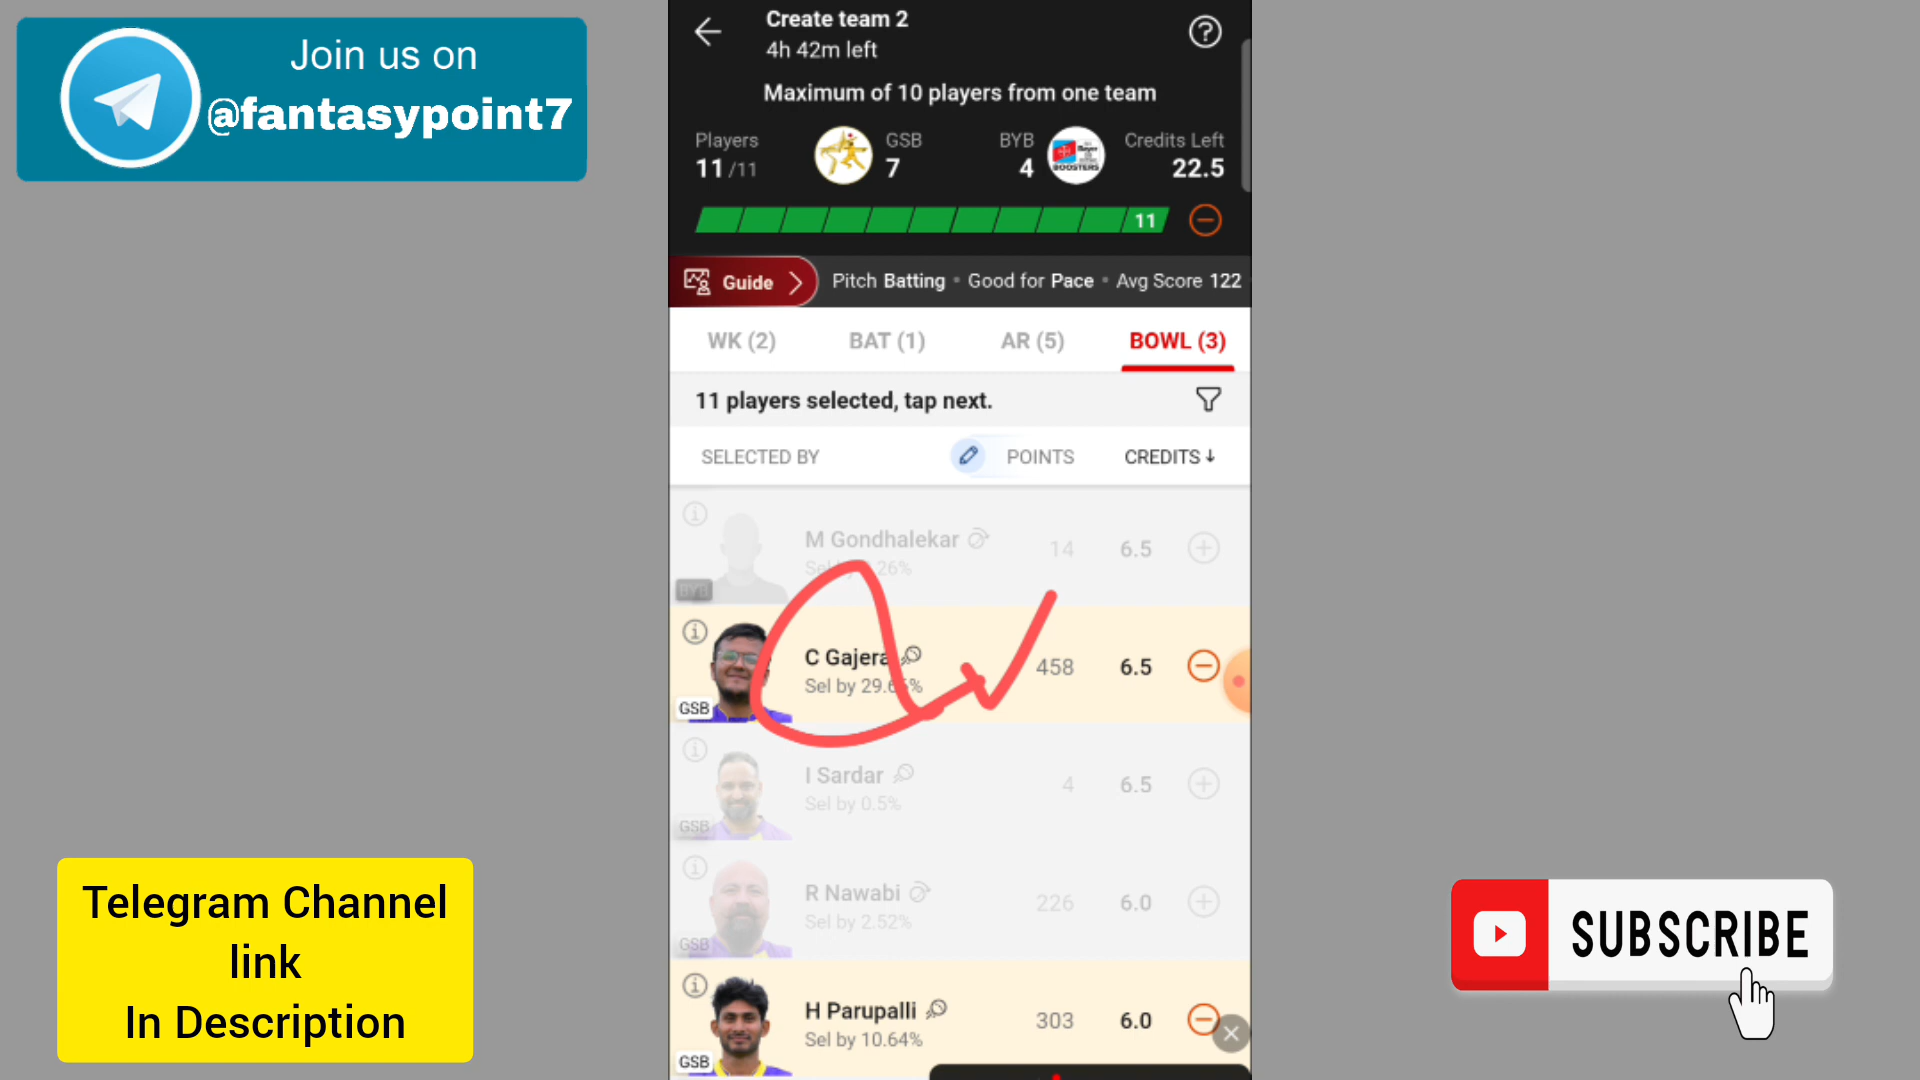 Join us on
@fantasypoint7
Create team 2
4h 42m left
Maximum of 10 players from one team
Players
11/11
GSB
7
BYB
4
BOOSTERS
Credits Left
22.5
11
Guide
Pitch Batting • Good for Pace • Avg Score 122
WK (2)
BAT (1)
AR (5)
BOWL (3)
11 players selected, tap next.
SELECTED BY
POINTS
CREDITS↓
M Gondhalekar
14
6.5
BYB
C Gajera
458
6.5
Sel by
GSB
I Sardar
4
6.5
Sel by 0.5%
GSB
R Nawabi
226
6.0
Sel by 2.52%
GSB
H Parupalli
303
6.0
Sel by 10.64%
GSB
Telegram Channel
link
In Description
SUBSCRIBE